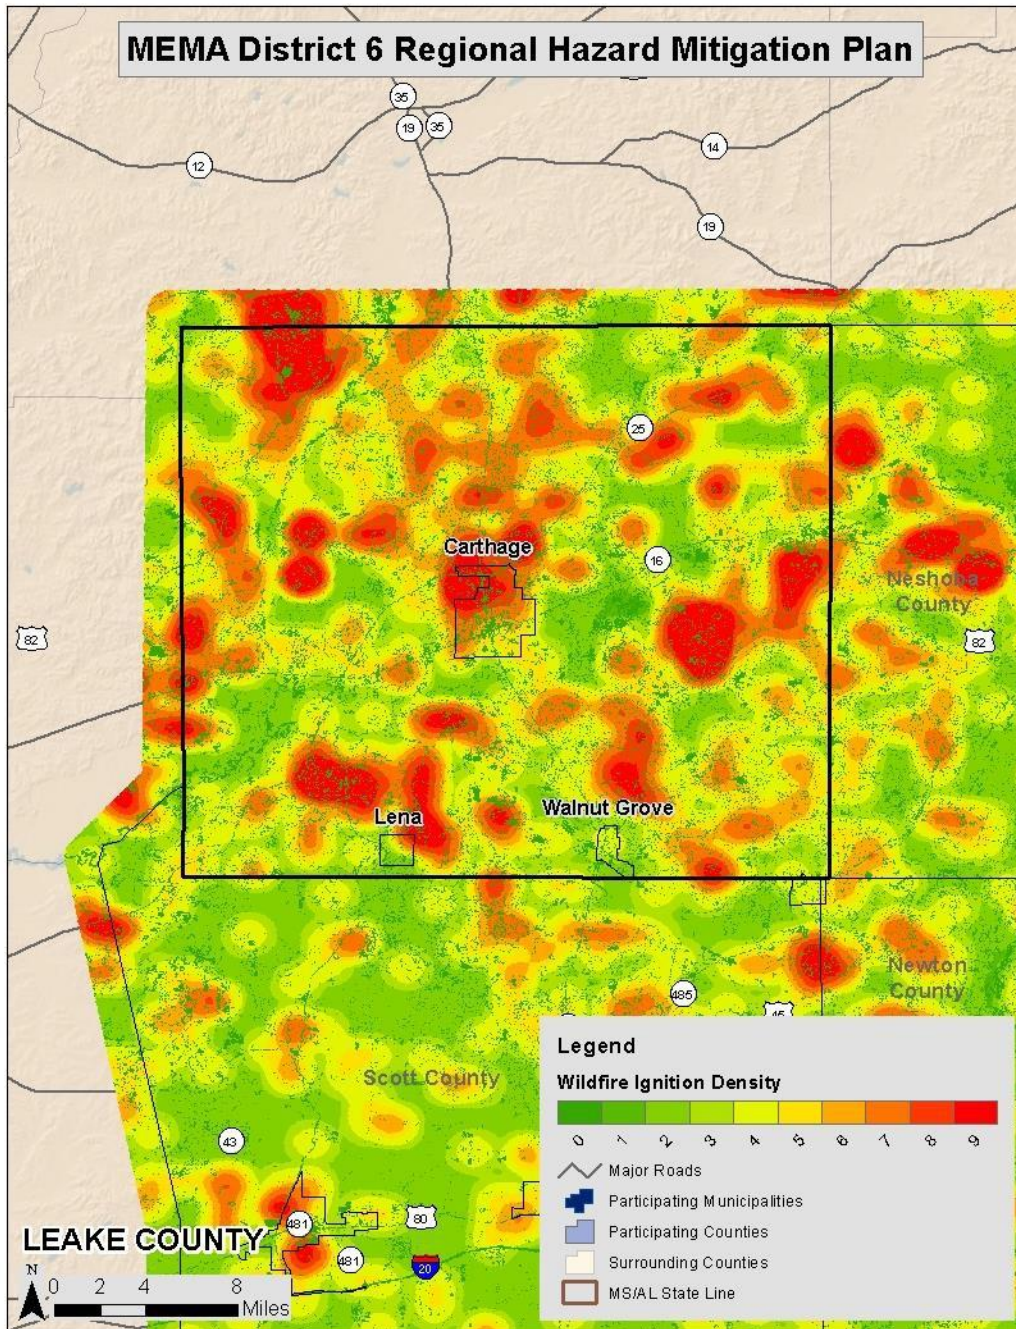 MEMA District 6 Regional Hazard Mitigation Plan
35
19
35
12
14
19
25
Carthage
16
Neshoba
County
82
82
Lena
Walnut Grove
Newton
County
485
45
Scott County
43
481
80
481
20
LEAKE COUNTY
N
0 2 4 8
Miles
Legend
Wildfire Ignition Density
0 1 2 3 4 5 6 7 8 9
Major Roads
Participating Municipalities
Participating Counties
Surrounding Counties
MS/AL State Line